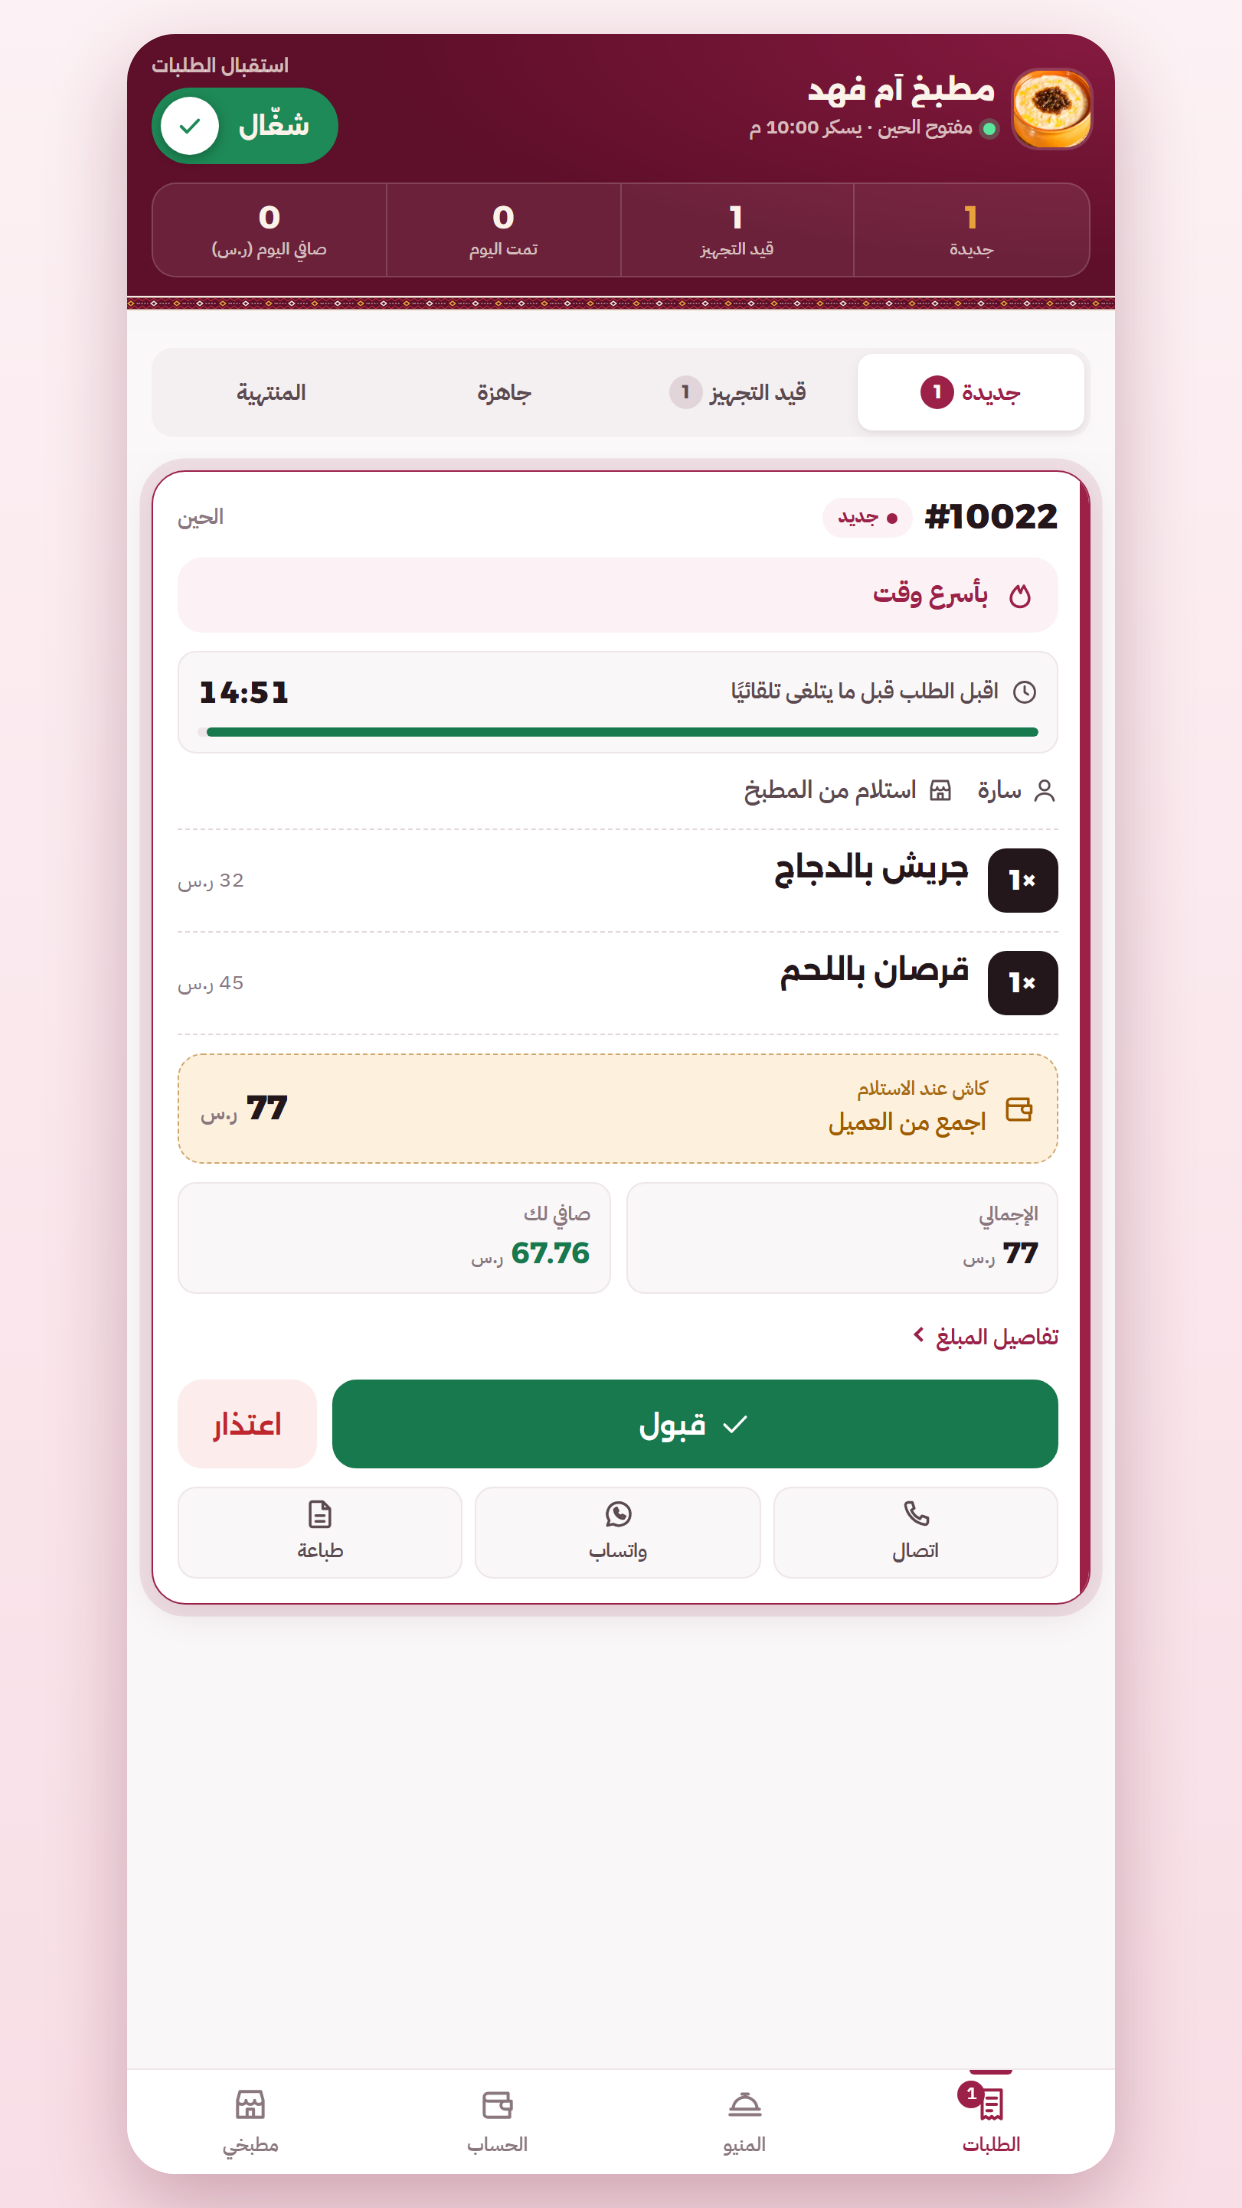 مطبخ أم فهد
مفتوح الحين · يسكر 10:00 م
استقبال الطلبات
شغّال
1
جديدة
1
قيد التجهيز
0
تمت اليوم
0
صافي اليوم (ر.س)
جديدة 1
قيد التجهيز 1
جاهزة
المنتهية
#10022
جديد
الحين
بأسرع وقت
اقبل الطلب قبل ما يتلغى تلقائيًا
14:51
سارة
استلام من المطبخ
1×
جريش بالدجاج
32 ر.س
1×
قرصان باللحم
45 ر.س
كاش عند الاستلام
اجمع من العميل
77 ر.س
الإجمالي
77 ر.س
صافي لك
67.76 ر.س
تفاصيل المبلغ
قبول
اعتذار
اتصال
واتساب
طباعة
1
الطلبات
المنيو
الحساب
مطبخي